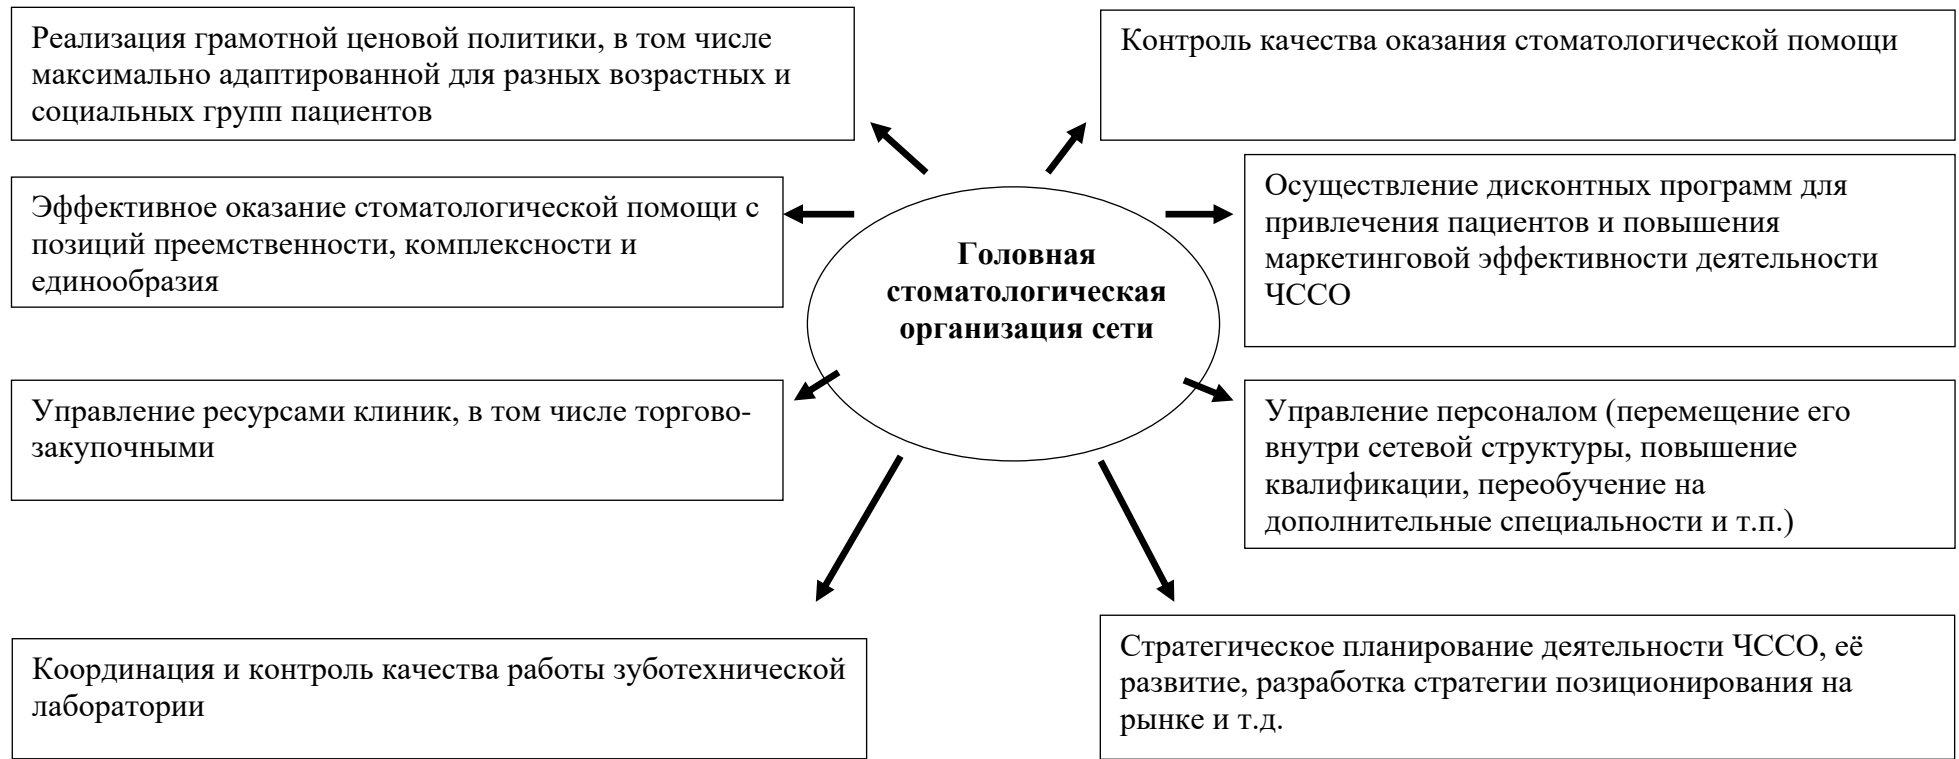 Реализация грамотной ценовой политики, в том числе
максимально адаптированной для разных возрастных и
социальных групп пациентов
Контроль качества оказания стоматологической помощи
Эффективное оказание стоматологической помощи с
позиций преемственности, комплексности и
единообразия
Осуществление дисконтных программ для
привлечения пациентов и повышения
маркетинговой эффективности деятельности
ЧССО
Головная
стоматологическая
организация сети
Управление ресурсами клиник, в том числе торгово-
закупочными
Управление персоналом (перемещение его
внутри сетевой структуры, повышение
квалификации, переобучение на
дополнительные специальности и т.п.)
Координация и контроль качества работы зуботехнической
лаборатории
Стратегическое планирование деятельности ЧССО, её
развитие, разработка стратегии позиционирования на
рынке и т.д.